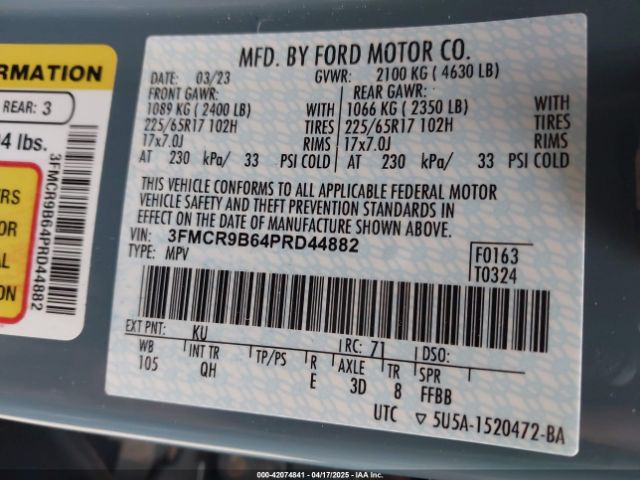 ORMATION
REAR: 3
4 lbs.
3FMCR9B64PRD44882
RS
OR
AL
ON
MFD. BY FORD MOTOR CO.
DATE: 03/23 GVWR: 2100 KG ( 4630 LB)
FRONT GAWR: REAR GAWR:
1089 KG ( 2400 LB) WITH 1066 KG ( 2350 LB) WITH
225/65R17 102H TIRES 225/65R17 102H TIRES
17x7.0J RIMS 17x7.0J RIMS
AT 230 kPa/ 33 PSI COLD AT 230 kPa/ 33 PSI COLD
THIS VEHICLE CONFORMS TO ALL APPLICABLE FEDERAL MOTOR
VEHICLE SAFETY AND THEFT PREVENTION STANDARDS IN
EFFECT ON THE DATE OF MANUFACTURE SHOWN ABOVE.
VIN: 3FMCR9B64PRD44882 F0163
TYPE: MPV T0324
EXT PNT: KU RC: 71 DSO:
WB INT TR TP/PS R AXLE TR SPR
105 QH E 3D 8 FFBB
UTC ▽ 5U5A-1520472-BA
000-42074841 - 04/17/2025 - IAA, Inc.